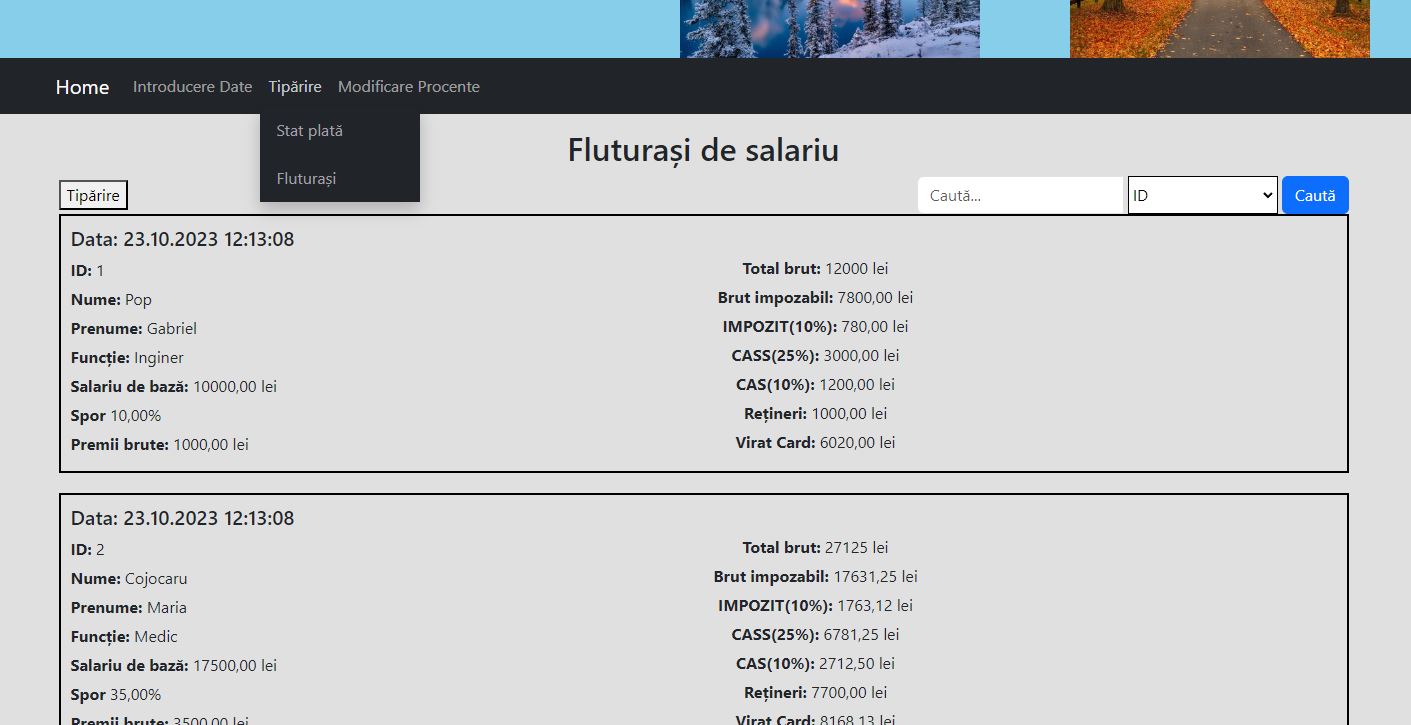 Home Introducere Date Tipărire Modificare Procente
Stat plată
Fluturași
Fluturași de salariu
Tipărire
Caută... ID Caută
Data: 23.10.2023 12:13:08
ID: 1
Nume: Pop
Prenume: Gabriel
Funcție: Inginer
Salariu de bază: 10000,00 lei
Spor 10,00%
Premii brute: 1000,00 lei
Total brut: 12000 lei
Brut impozabil: 7800,00 lei
IMPOZIT(10%): 780,00 lei
CASS(25%): 3000,00 lei
CAS(10%): 1200,00 lei
Rețineri: 1000,00 lei
Virat Card: 6020,00 lei
Data: 23.10.2023 12:13:08
ID: 2
Nume: Cojocaru
Prenume: Maria
Funcție: Medic
Salariu de bază: 17500,00 lei
Spor 35,00%
Premii brute: 3500,00 lei
Total brut: 27125 lei
Brut impozabil: 17631,25 lei
IMPOZIT(10%): 1763,12 lei
CASS(25%): 6781,25 lei
CAS(10%): 2712,50 lei
Rețineri: 7700,00 lei
Virat Card: 8168,13 lei